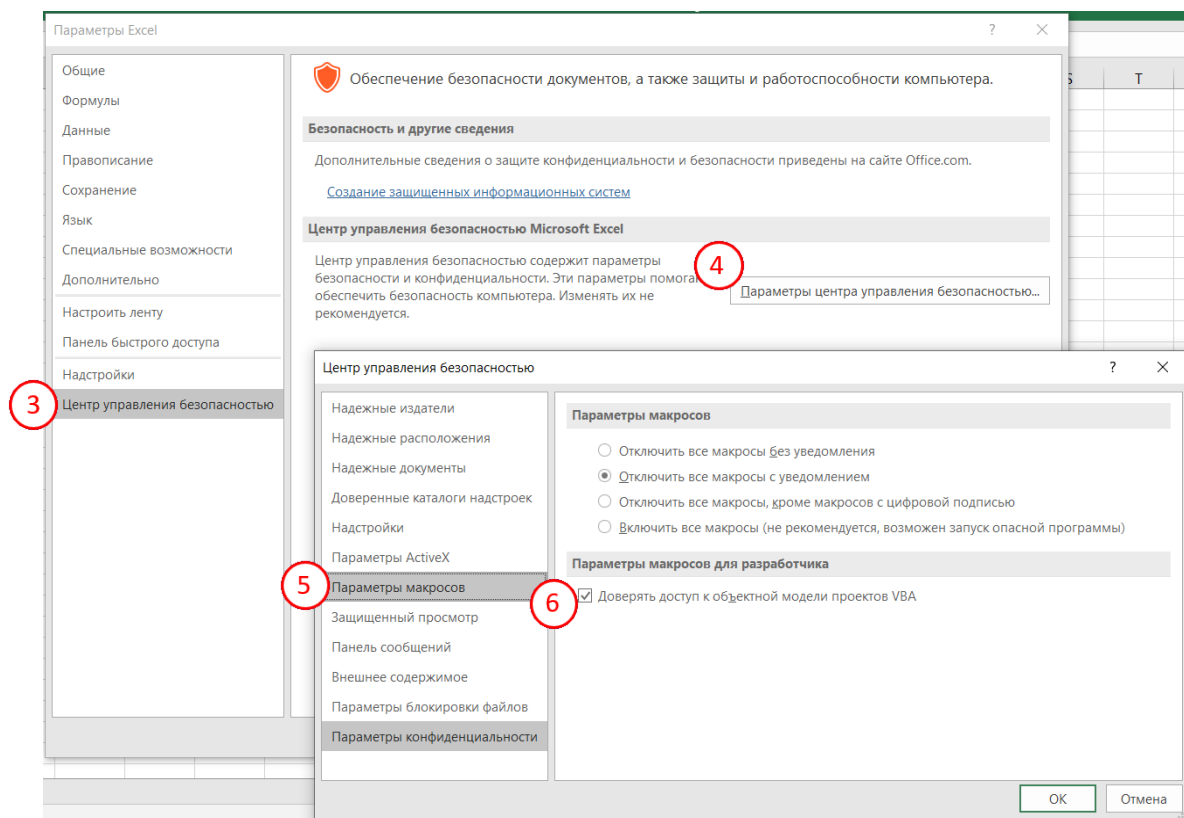 Параметры Excel
?
Общие
Формулы
Данные
Правописание
Сохранение
Язык
Специальные возможности
Дополнительно
Настроить ленту
Панель быстрого доступа
Надстройки
3
Центр управления безопасностью
Обеспечение безопасности документов, а также защиты и работоспособности компьютера.
Безопасность и другие сведения
Дополнительные сведения о защите конфиденциальности и безопасности приведены на сайте Office.com.
Создание защищенных информационных систем
Центр управления безопасностью Microsoft Excel
Центр управления безопасностью содержит параметры
безопасности и конфиденциальности. Эти параметры помогаю
обеспечить безопасность компьютера. Изменять их не
рекомендуется.
4
Параметры центра управления безопасностью...
T
Центр управления безопасностью
?
Надежные издатели
Надежные расположения
Надежные документы
Доверенные каталоги надстроек
Надстройки
Параметры ActiveX
5
Параметры макросов
Защищенный просмотр
Панель сообщений
Внешнее содержимое
Параметры блокировки файлов
Параметры конфиденциальности
Параметры макросов
Отключить все макросы без уведомления
Отключить все макросы с уведомлением
Отключить все макросы, кроме макросов с цифровой подписью
Включить все макросы (не рекомендуется, возможен запуск опасной программы)
Параметры макросов для разработчика
6
Доверять доступ к объектной модели проектов VBA
ОК
Отмена